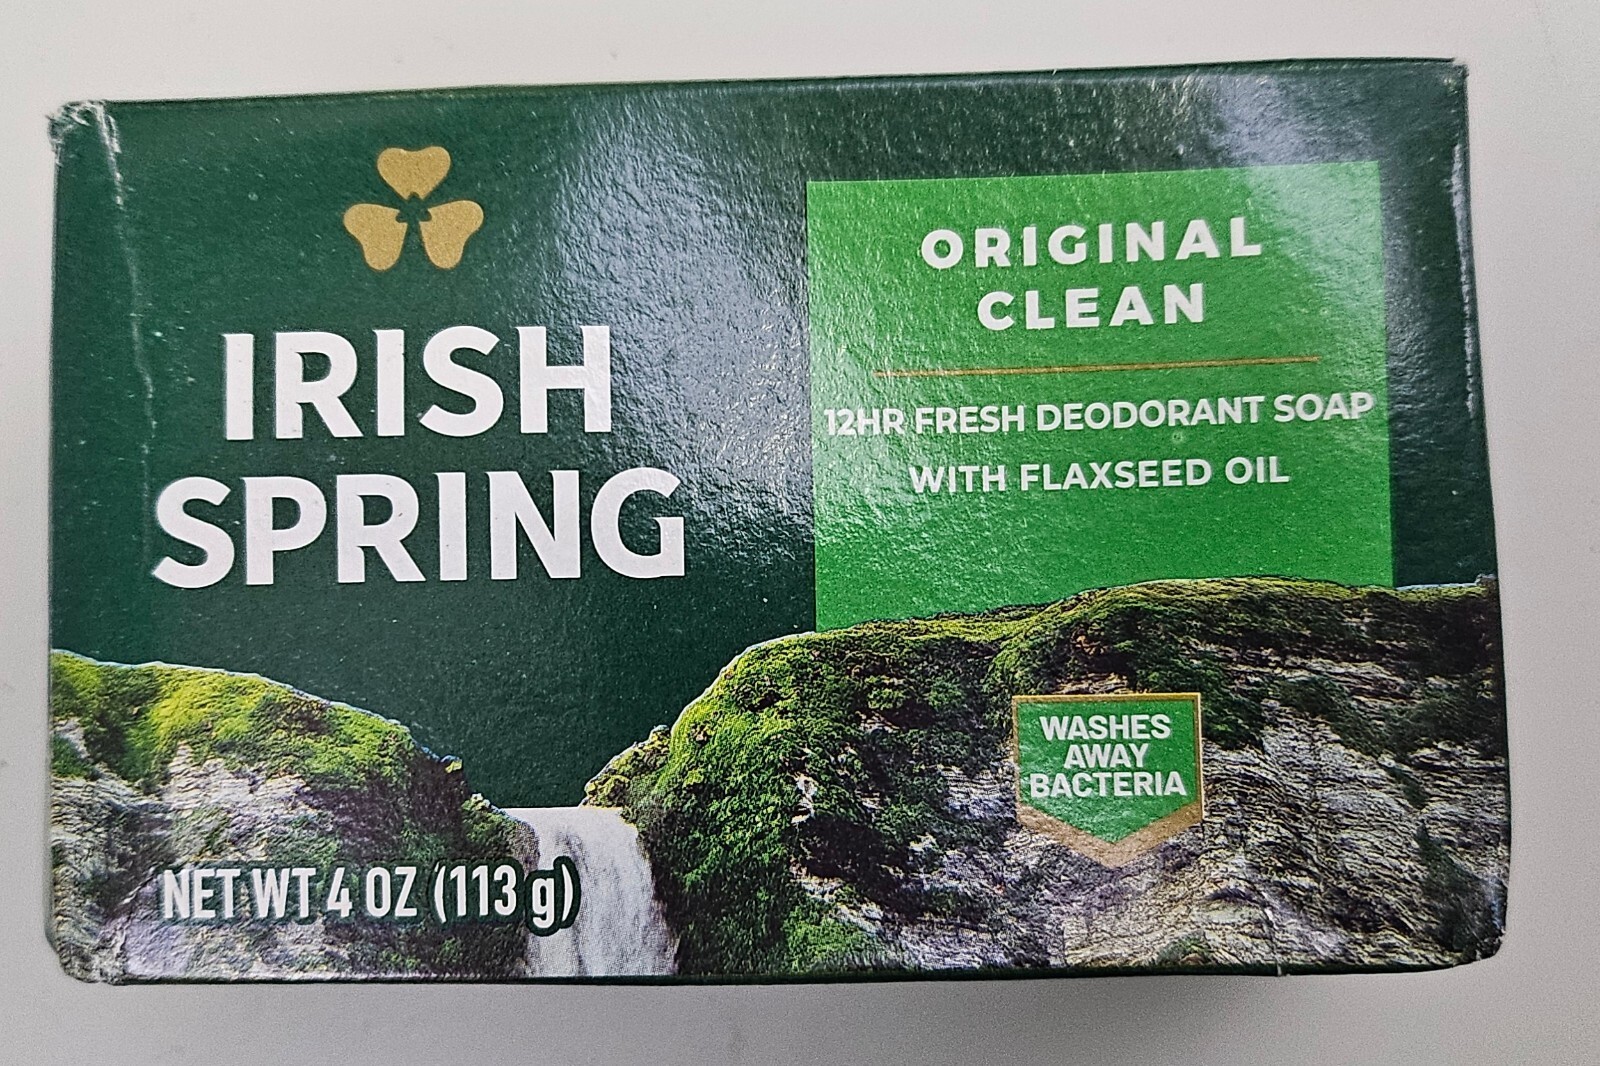 IRISH
SPRING
ORIGINAL
CLEAN
12HR FRESH DEODORANT SOAP
WITH FLAXSEED OIL
WASHES
AWAY
BACTERIA
NET WT 4 OZ (113 g)